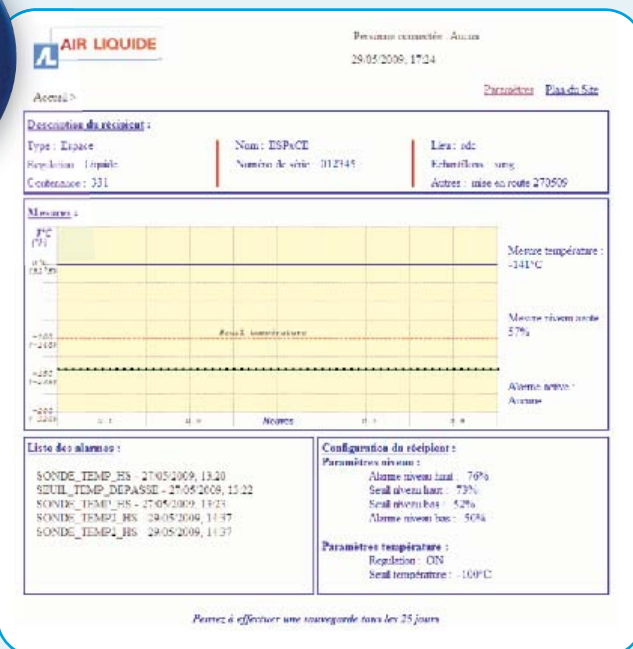 AIR LIQUIDE
Personne connectée : Aucun
29/05/2009, 17:24
Paramètres Plan du Site
Accueil >
Description du récipient :
Type : Espace
Nom : ESPACE
Lieu : rdc
Regulation : Liquide
Numéro de série : 012345
Echantillons : sang
Contenance : 331
Autres : mise en route 270509
Mesures :
T°C
Mesure température :
-141°C
Seuil température
Mesure niveau azote
57%
Alarme active :
Aucune
Heures
Liste des alarmes :
SONDE_TEMP_HS - 27/05/2009, 13:20
SEUIL_TEMP_DEPASSE - 27/05/2009, 13:22
SONDE_TEMP_HS - 27/05/2009, 13:23
SONDE_TEMP2_HS - 29/05/2009, 14:37
SONDE_TEMP2_HS - 29/05/2009, 14:37
Configuration du récipient :
Paramètres niveau :
Alarme niveau haut : 76%
Seuil niveau haut : 73%
Seuil niveau bas : 52%
Alarme niveau bas : 50%
Paramètres température :
Regulation : ON
Seuil température : -100°C
Pensez à effectuer une sauvegarde tous les 25 jours